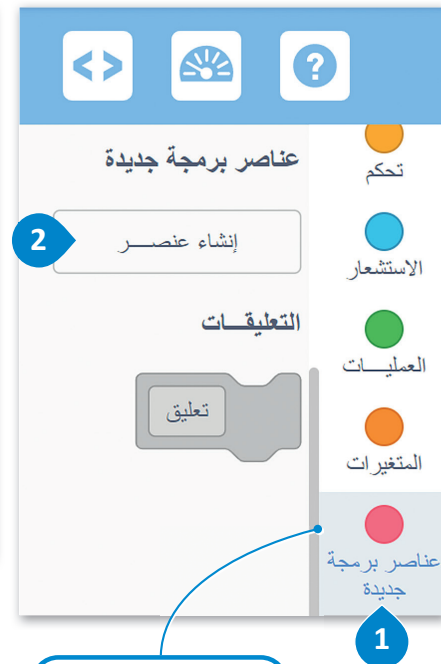 < >
?
تحكم
عناصر برمجة جديدة
2
إنشاء عنصـــر
الاستشعار
التعليقـــات
العمليـــات
تعليق
المتغيرات
عناصر برمجة
جديدة
1